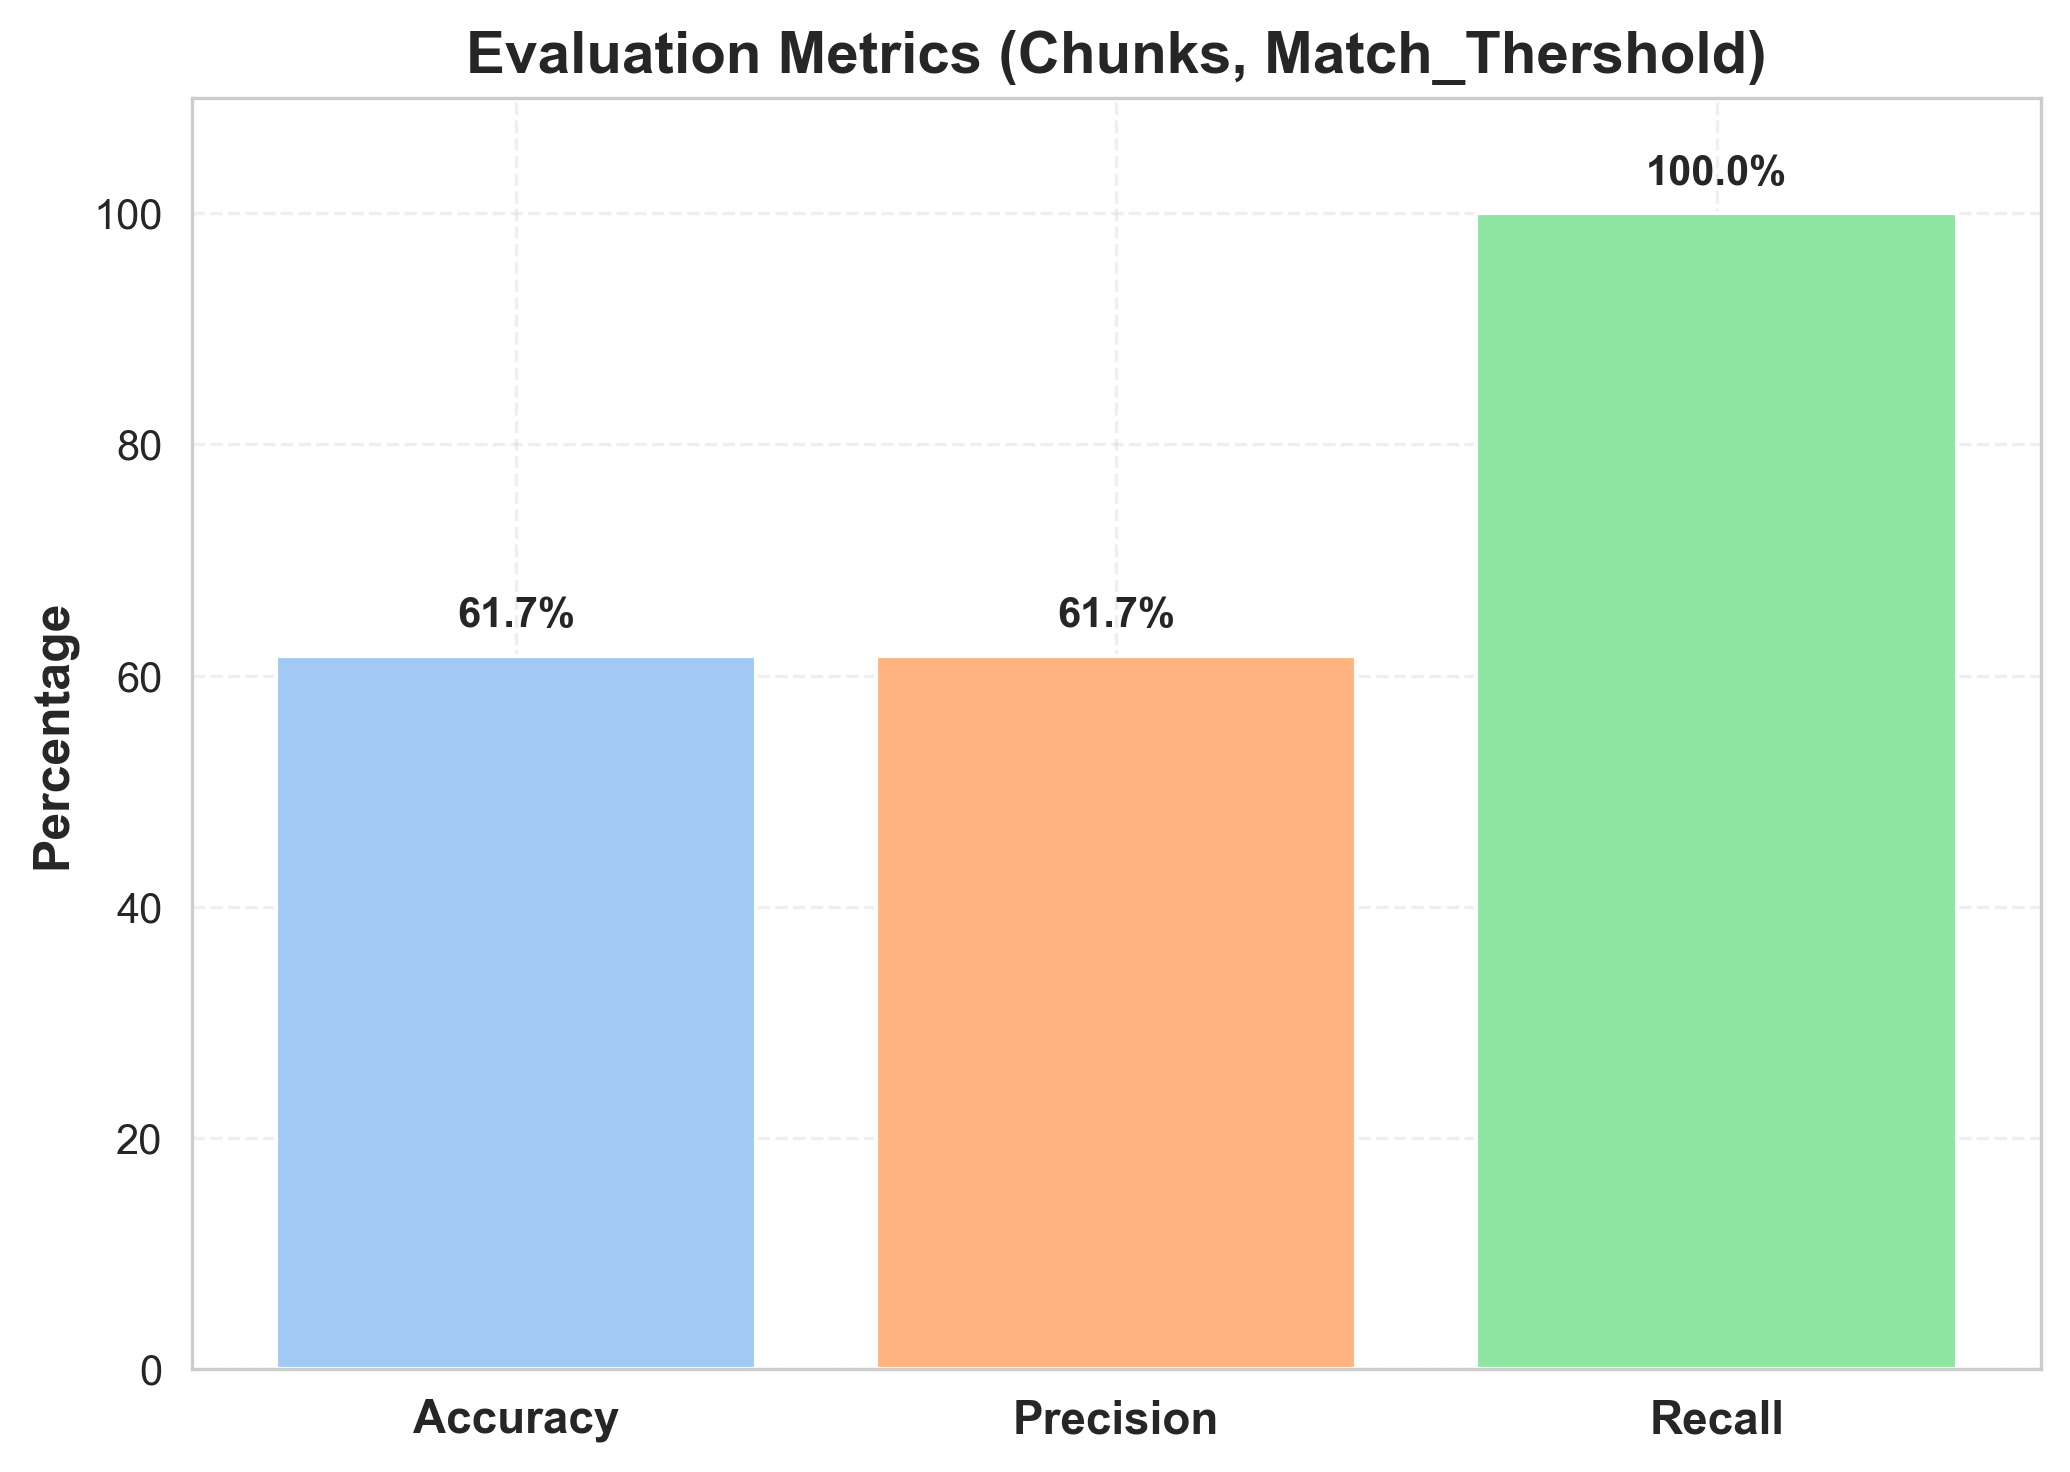 Evaluation Metrics (Chunks, Match_Thershold)
100.0%
100
80
61.7% 61.7%
60
Percentage
40
20
0
Accuracy Precision Recall